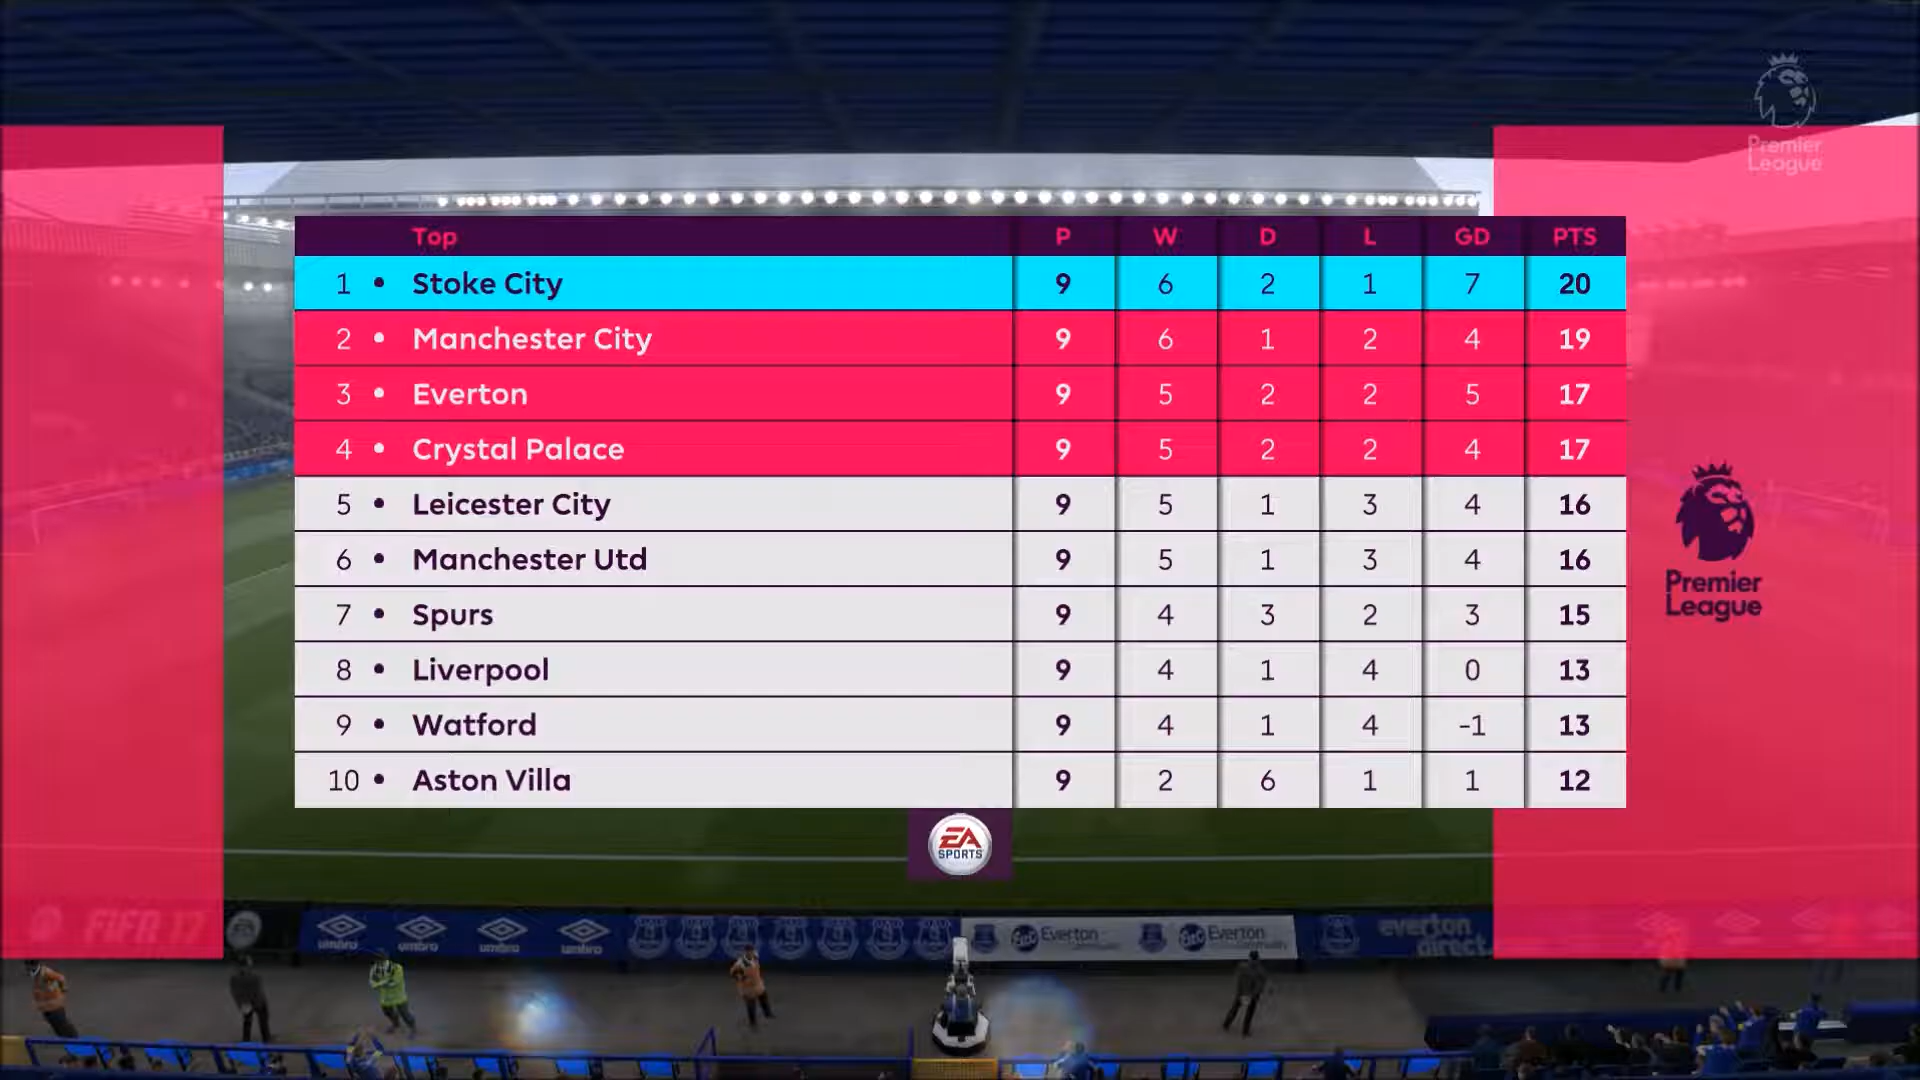 Premier
League
Top P W D L GD PTS
1 • Stoke City 9 6 2 1 7 20
2 • Manchester City 9 6 1 2 4 19
3 • Everton 9 5 2 2 5 17
4 • Crystal Palace 9 5 2 2 4 17
5 • Leicester City 9 5 1 3 4 16
6 • Manchester Utd 9 5 1 3 4 16
7 • Spurs 9 4 3 2 3 15
8 • Liverpool 9 4 1 4 0 13
9 • Watford 9 4 1 4 -1 13
10 • Aston Villa 9 2 6 1 1 12
Premier
League
EA
SPORTS
FIFA 17 umbro umbro umbro umbro Everton Everton everton
direct